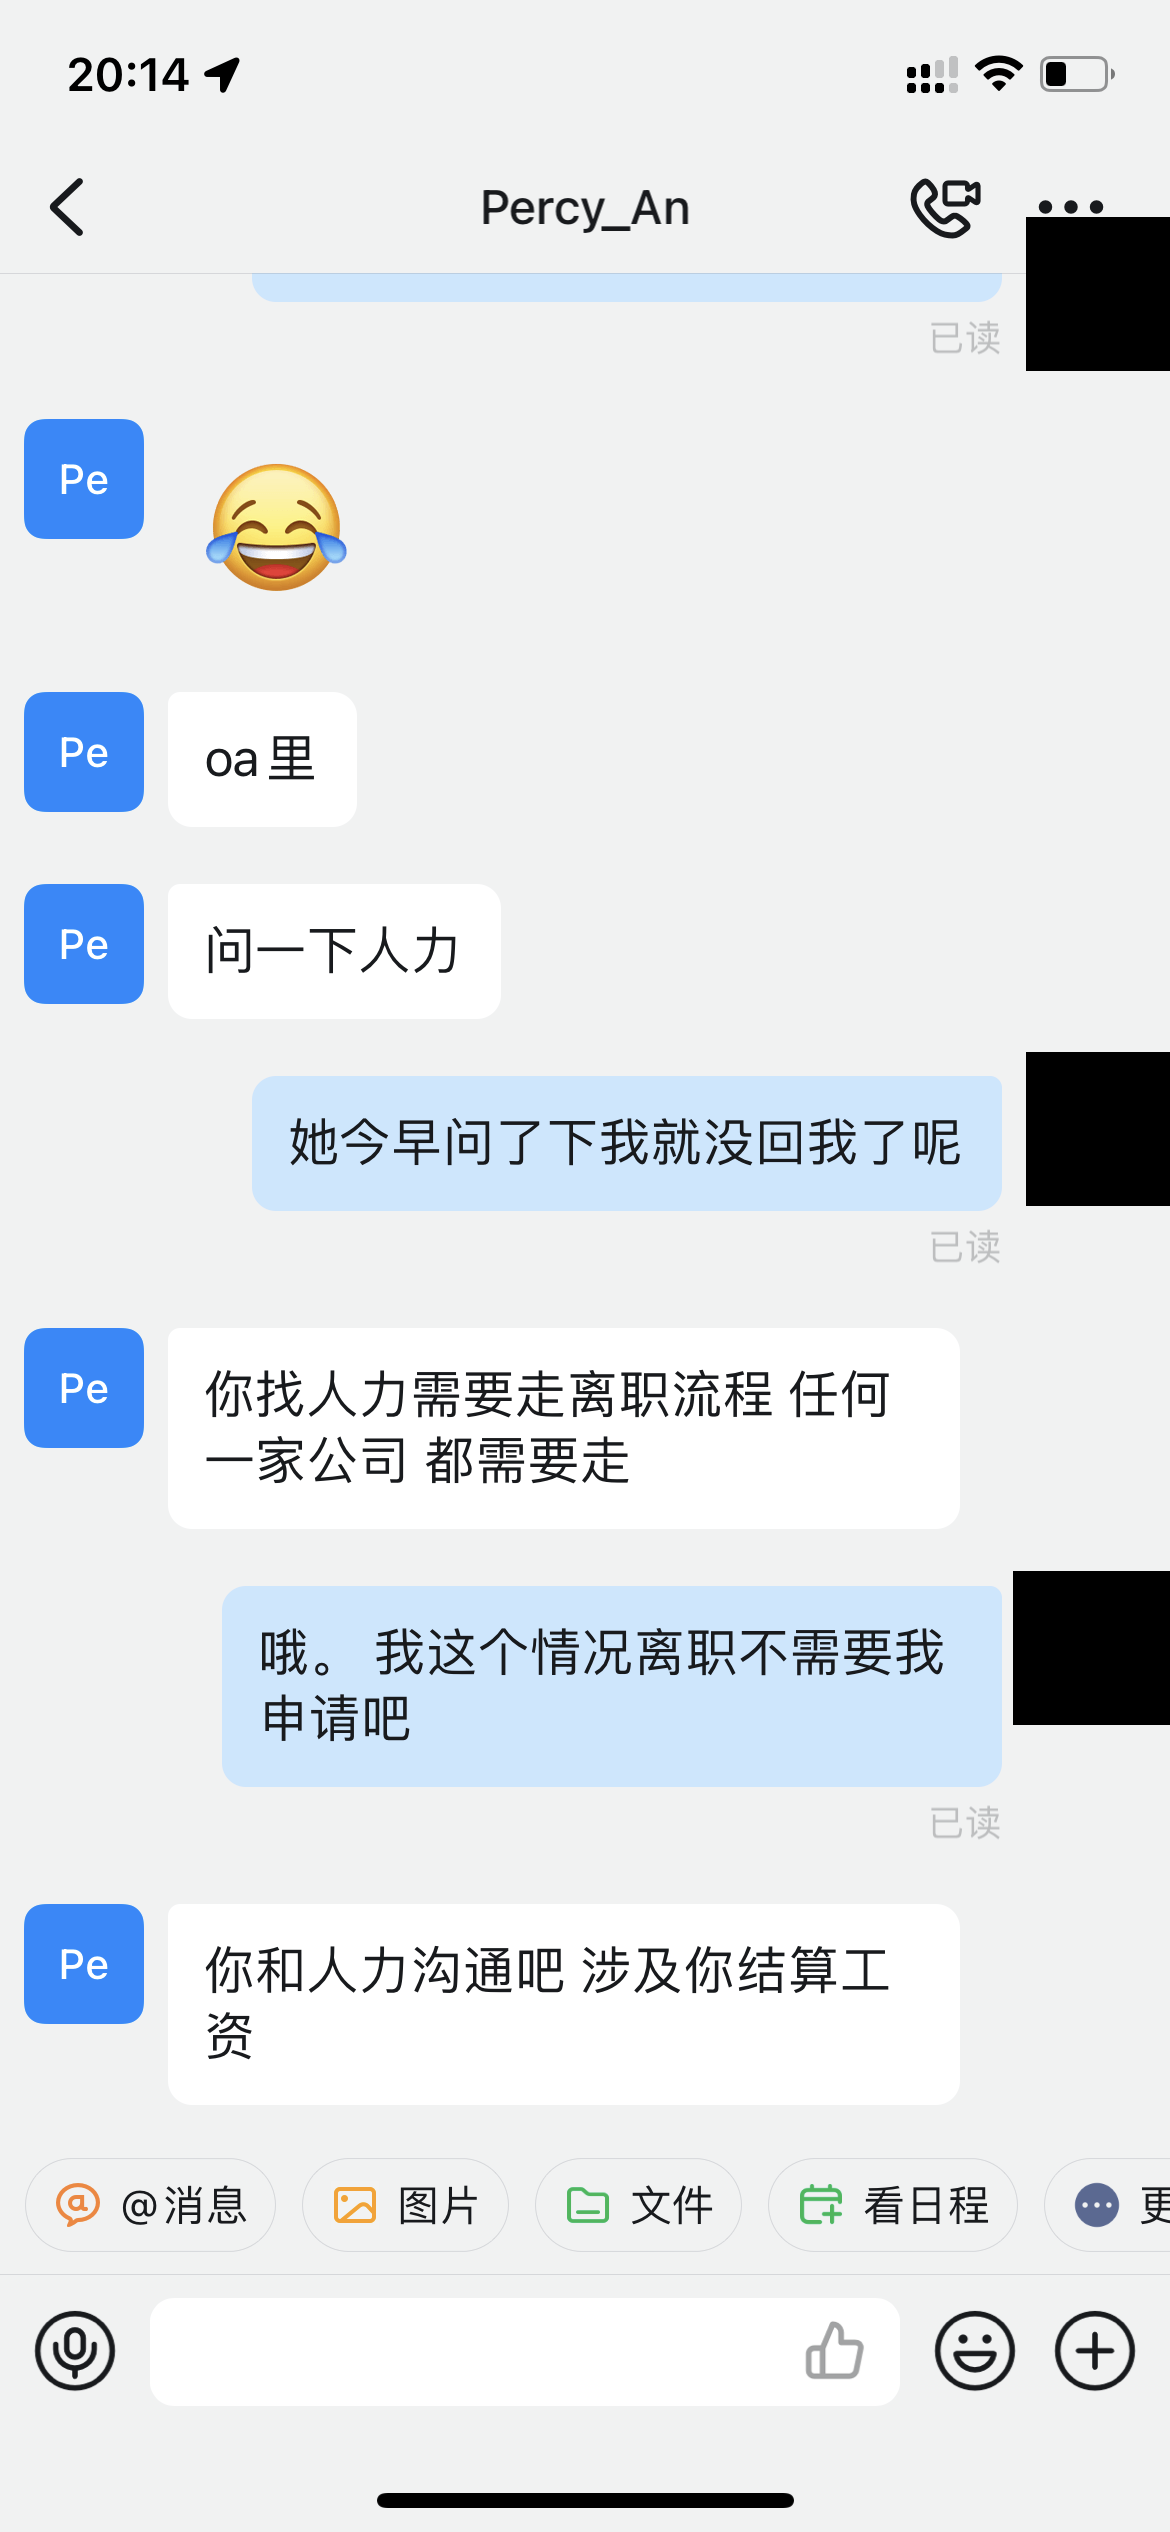 20:14
Percy_An
已读
Pe
Pe
oa里
Pe
问一下人力
她今早问了下我就没回我了呢
已读
Pe
你找人力需要走离职流程 任何
一家公司 都需要走
哦。 我这个情况离职不需要我
申请吧
已读
Pe
你和人力沟通吧 涉及你结算工
资
@消息 图片 文件 看日程 更